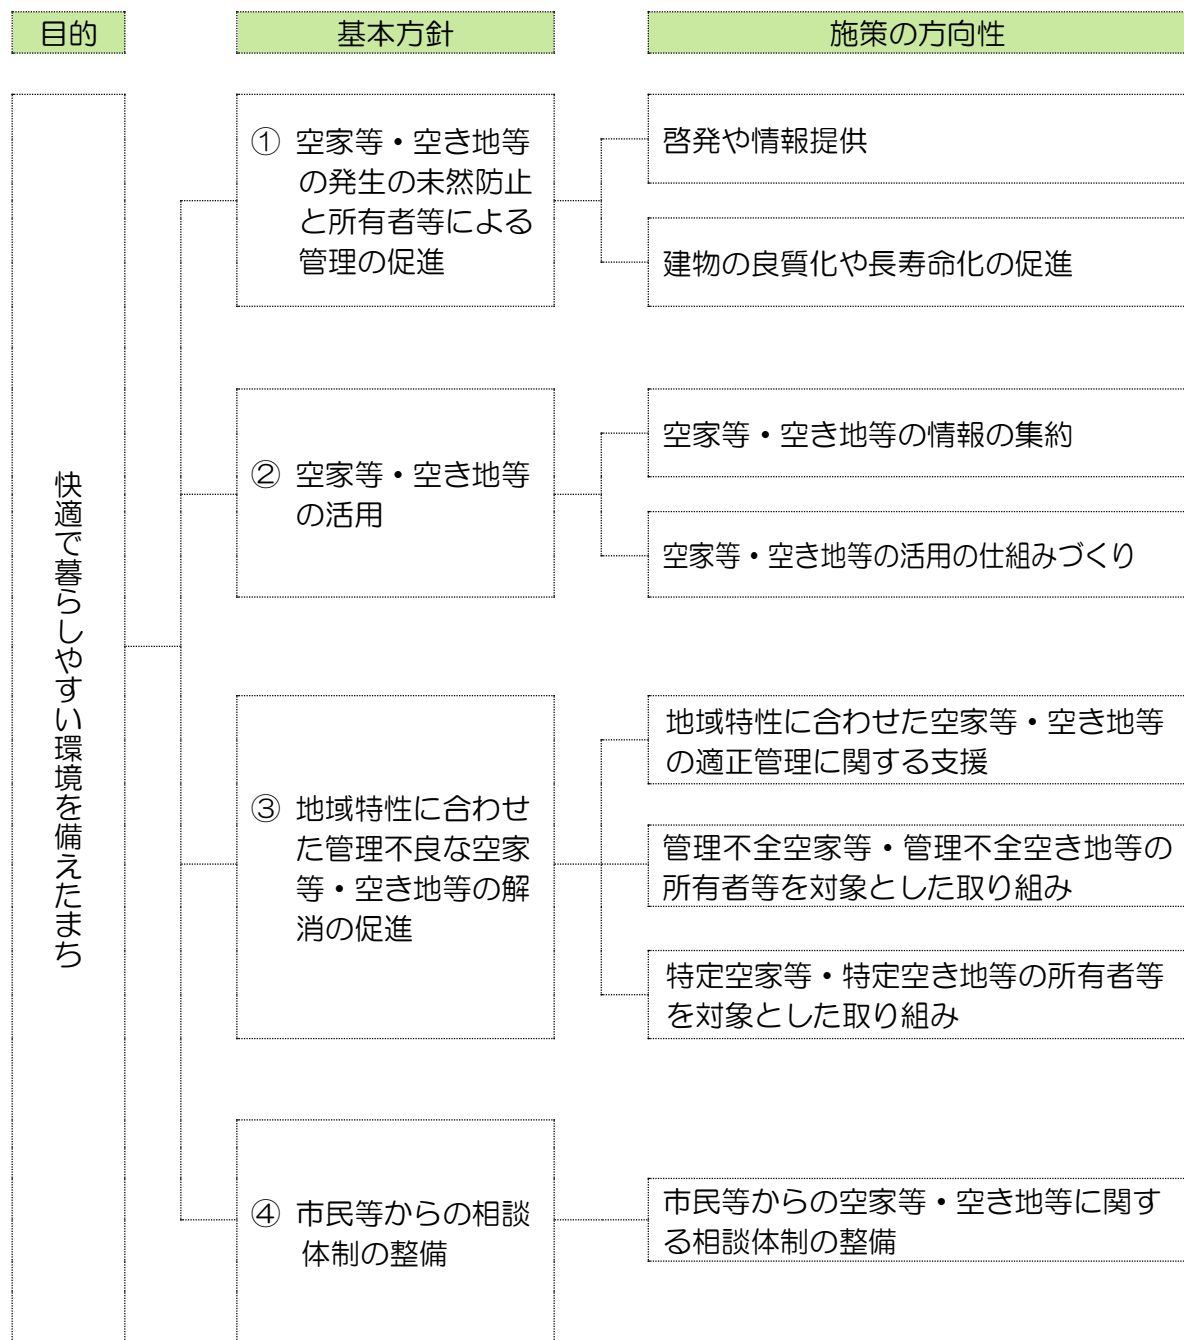 目的
基本方針
施策の方向性
快適で暮らしやすい環境を備えたまち
① 空家等・空き地等
の発生の未然防止
と所有者等による
管理の促進
啓発や情報提供
建物の良質化や長寿命化の促進
② 空家等・空き地等
の活用
空家等・空き地等の情報の集約
空家等・空き地等の活用の仕組みづくり
③ 地域特性に合わせ
た管理不良な空家
等・空き地等の解
消の促進
地域特性に合わせた空家等・空き地等
の適正管理に関する支援
管理不全空家等・管理不全空き地等の
所有者等を対象とした取り組み
特定空家等・特定空き地等の所有者等
を対象とした取り組み
④ 市民等からの相談
体制の整備
市民等からの空家等・空き地等に関す
る相談体制の整備